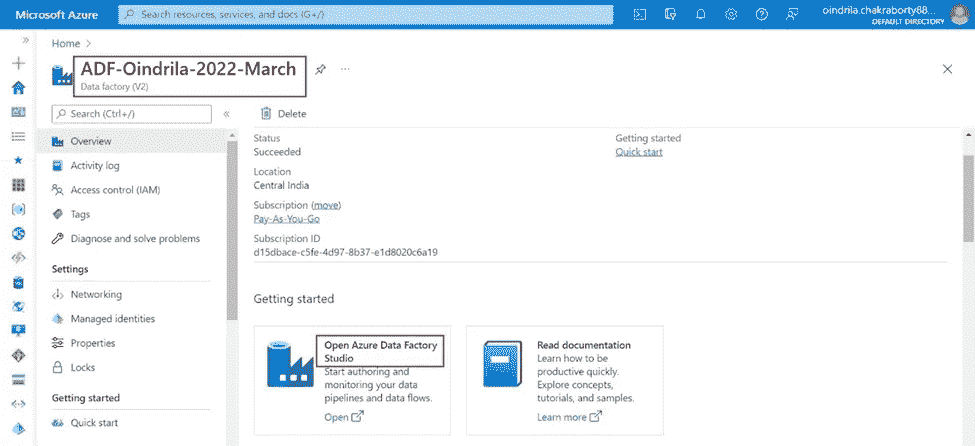 Microsoft Azure
Search resources, services, and docs (G+/)
oindrila.chakraborty88...
DEFAULT DIRECTORY
Home
ADF-Oindrila-2022-March
Data factory (V2)
Search (Ctrl+/)
Delete
Overview
Activity log
Access control (IAM)
Tags
Diagnose and solve problems
Settings
Networking
Managed identities
Properties
Locks
Getting started
Quick start
Status
Succeeded
Location
Central India
Subscription (move)
Pay-As-You-Go
Subscription ID
d15dbace-c5fe-4d97-8b37-e1d8020c6a19
Getting started
Quick start
Getting started
Open Azure Data Factory
Studio
Start authoring and
monitoring your data
pipelines and data flows.
Open
Read documentation
Learn how to be
productive quickly.
Explore concepts,
tutorials, and samples.
Learn more